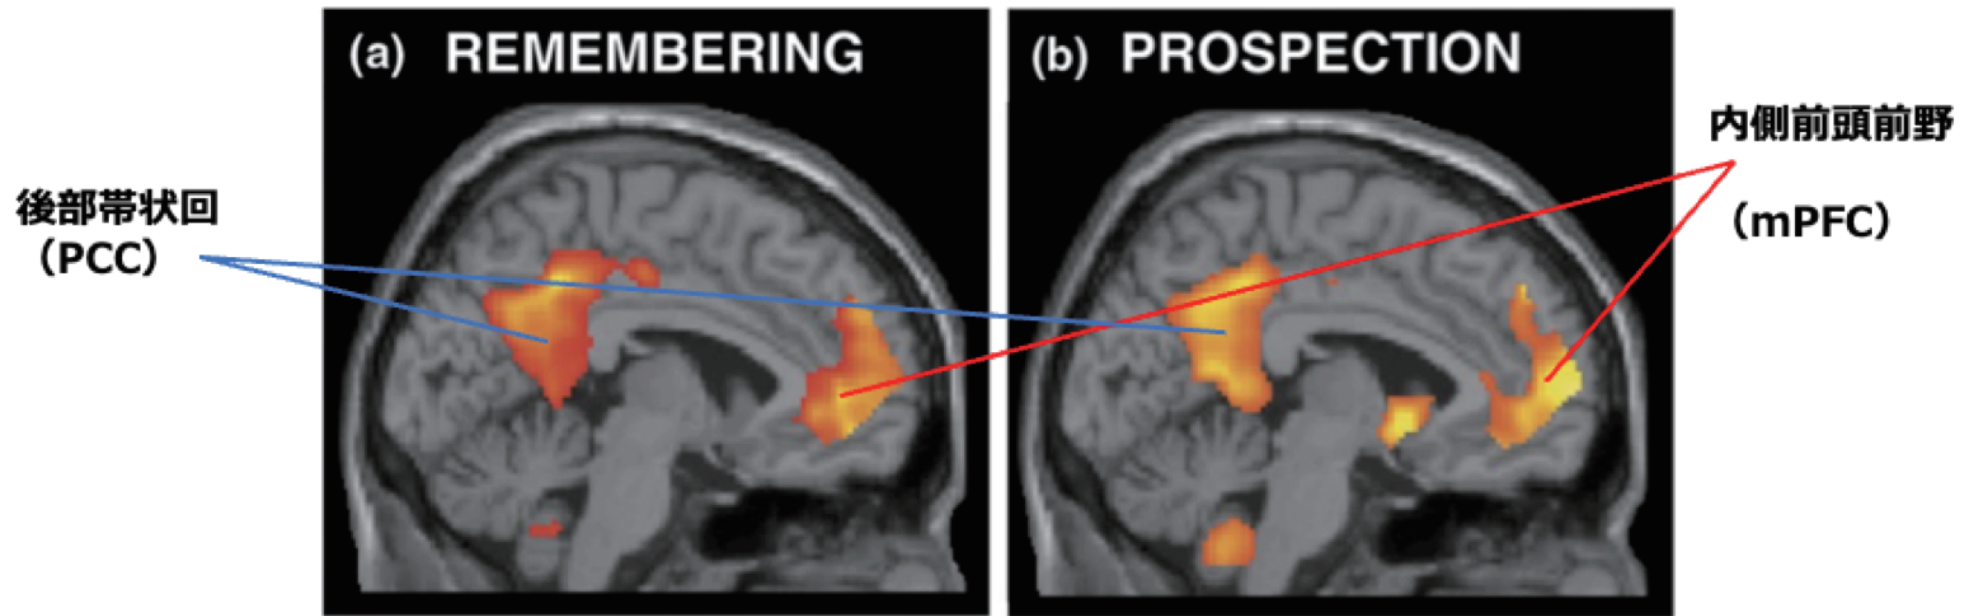 (a) REMEMBERING
(b) PROSPECTION
後部帯状回
（PCC）
内側前頭前野
（mPFC）